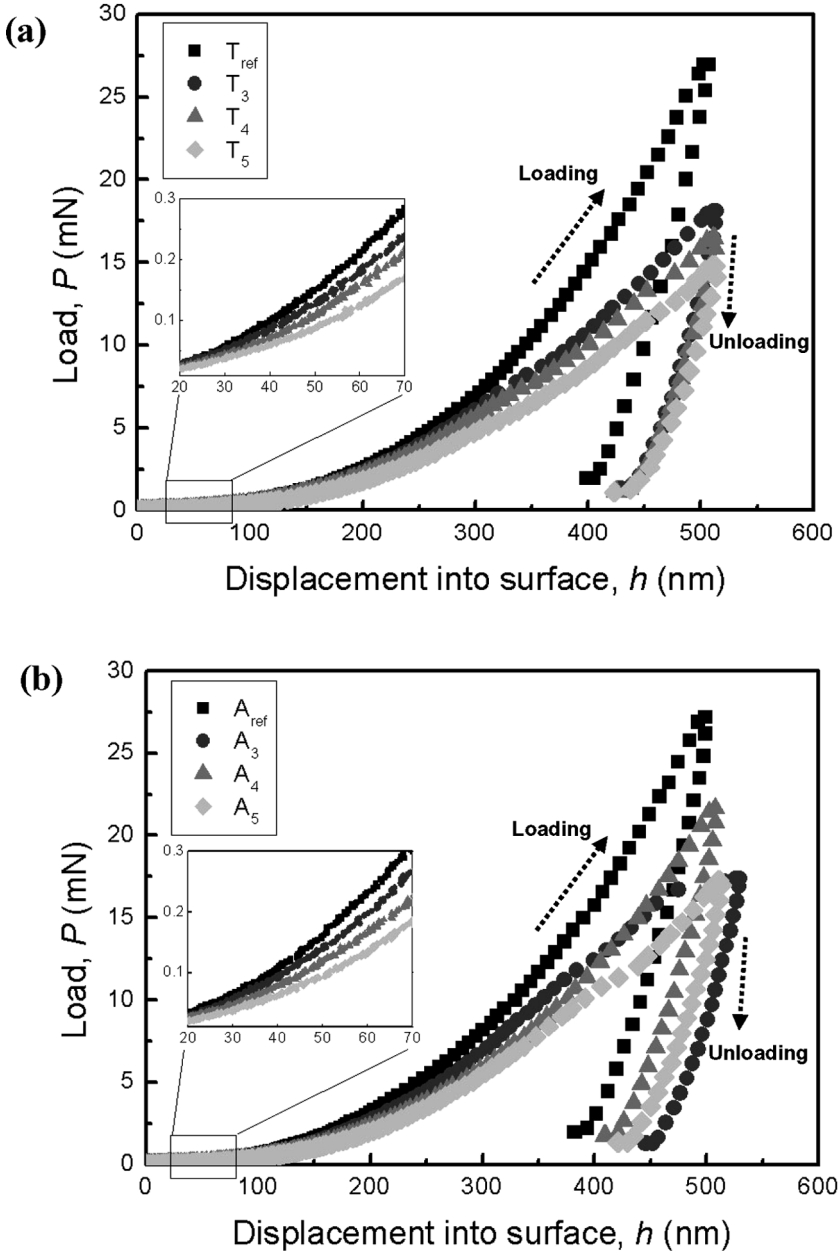 (a)
30
25
20
15
10
5
0
Load, P (mN)
T_ref
T_3
T_4
T_5
Loading
Unloading
0.3
0.2
0.1
20 30 40 50 60 70
0 100 200 300 400 500 600
Displacement into surface, h (nm)
(b)
30
25
20
15
10
5
0
Load, P (mN)
A_ref
A_3
A_4
A_5
Loading
Unloading
0.3
0.2
0.1
20 30 40 50 60 70
0 100 200 300 400 500 600
Displacement into surface, h (nm)